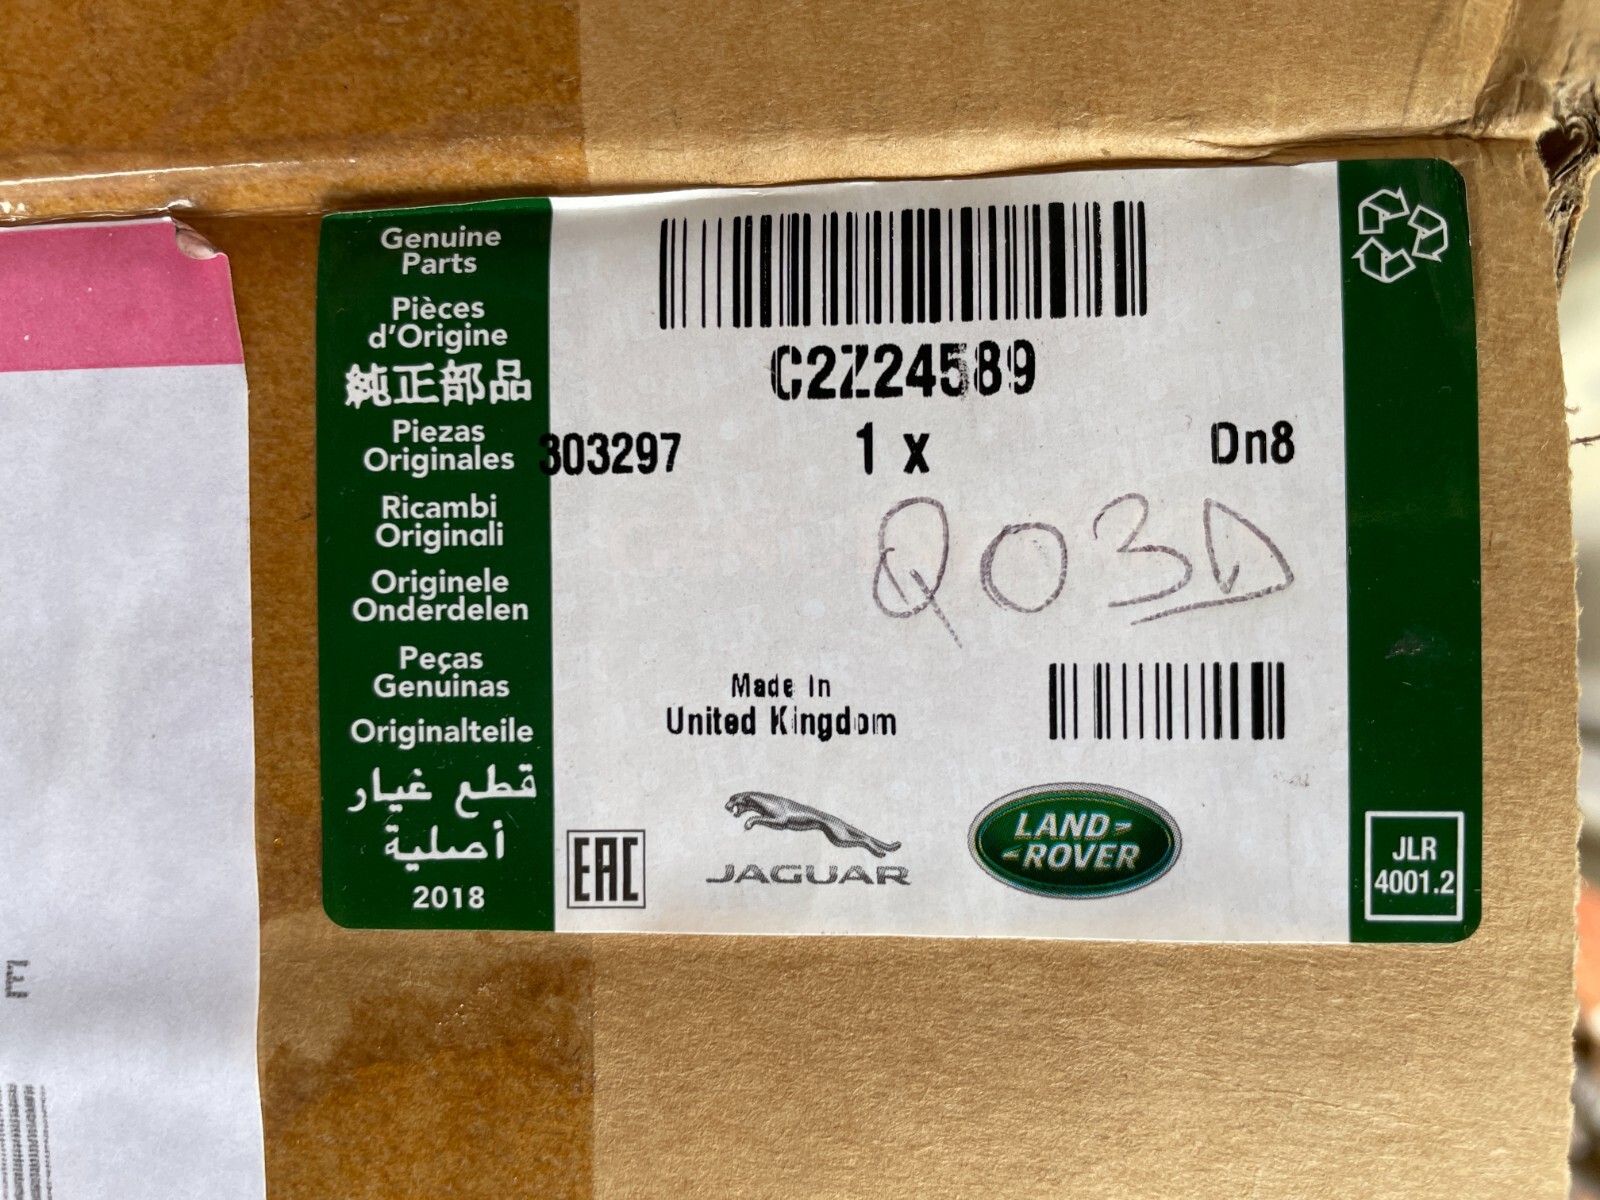 Genuine
Parts
Pièces
d'Origine
純正部品
Piezas
Originales
Ricambi
Originali
Originele
Onderdelen
Peças
Genuinas
Originalteile
قطع غيار
أصلية
2018
C2Z24589
303297 1 x Dn8
Q03D
Made In
United Kingdom
EAC
JAGUAR
LAND-
-ROVER
JLR
4001.2
E